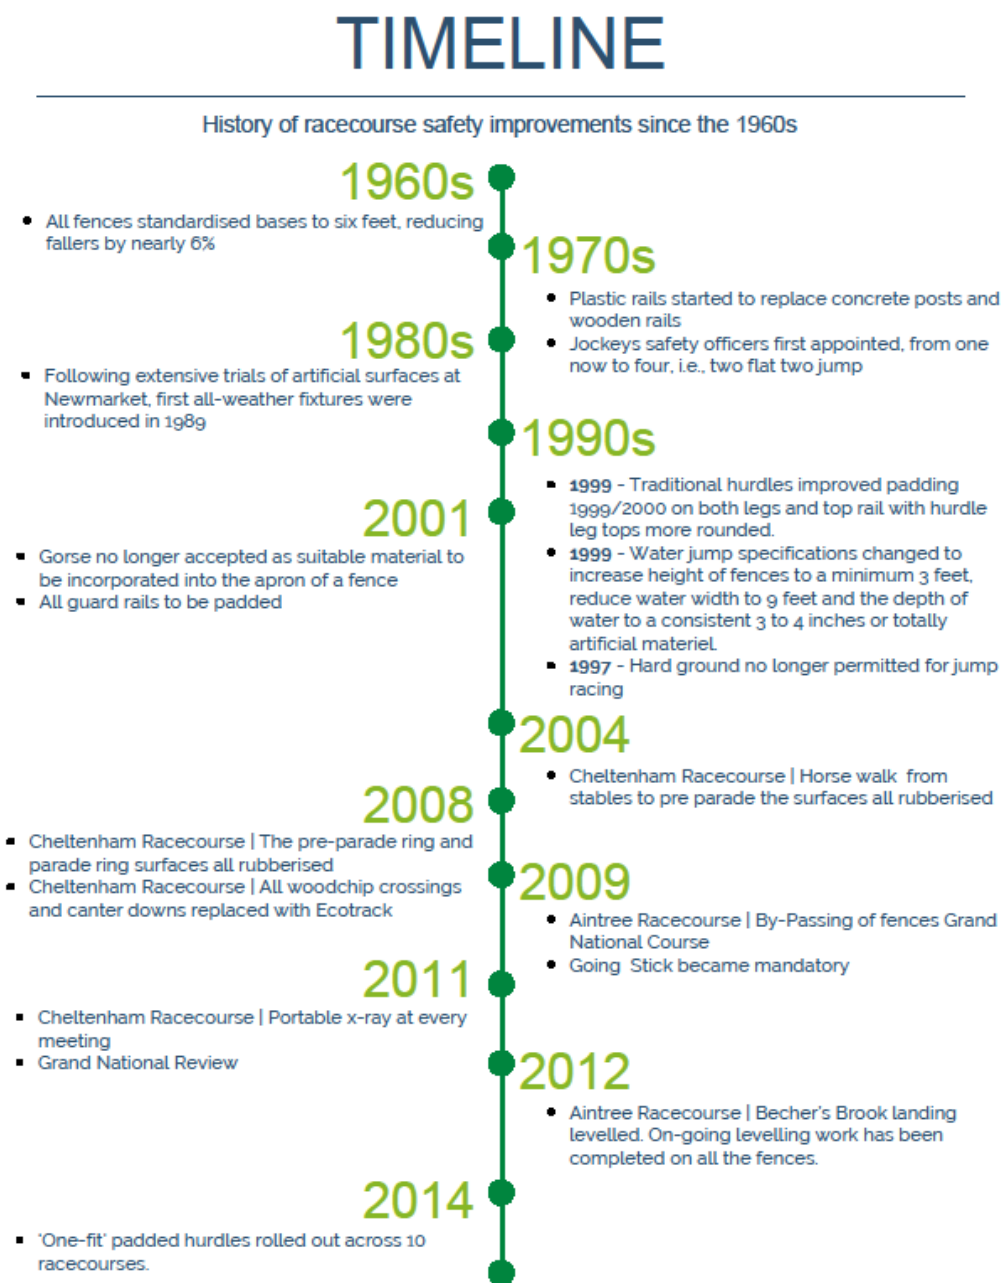 TIMELINE
History of racecourse safety improvements since the 1960s
1960s
All fences standardised bases to six feet, reducing
fallers by nearly 6%
1970s
Plastic rails started to replace concrete posts and
wooden rails
Jockeys safety officers first appointed, from one
now to four, i.e., two flat two jump
1980s
Following extensive trials of artificial surfaces at
Newmarket, first all-weather fixtures were
introduced in 1989
1990s
1999 - Traditional hurdles improved padding
1999/2000 on both legs and top rail with hurdle
leg tops more rounded.
1999 - Water jump specifications changed to
increase height of fences to a minimum 3 feet,
reduce water width to 9 feet and the depth of
water to a consistent 3 to 4 inches or totally
artificial materiel.
1997 - Hard ground no longer permitted for jump
racing
2001
Gorse no longer accepted as suitable material to
be incorporated into the apron of a fence
All guard rails to be padded
2004
Cheltenham Racecourse | Horse walk from
stables to pre parade the surfaces all rubberised
2008
Cheltenham Racecourse | The pre-parade ring and
parade ring surfaces all rubberised
Cheltenham Racecourse | All woodchip crossings
and canter downs replaced with Ecotrack
2009
Aintree Racecourse | By-Passing of fences Grand
National Course
Going Stick became mandatory
2011
Cheltenham Racecourse | Portable x-ray at every
meeting
Grand National Review
2012
Aintree Racecourse | Becher's Brook landing
levelled. On-going levelling work has been
completed on all the fences.
2014
'One-fit' padded hurdles rolled out across 10
racecourses.